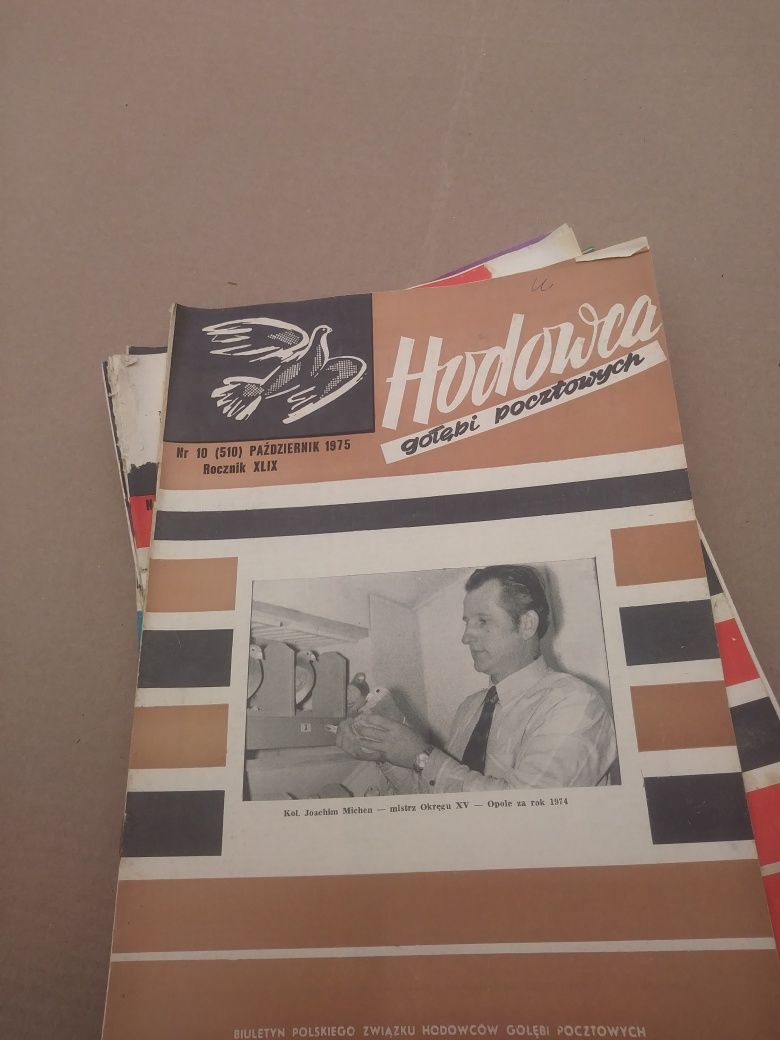 Hodowca
gołębi pocztowych
Nr 10 (510) PAŹDZIERNIK 1975
Rocznik XLIX
Kol. Joachim Michen — mistrz Okręgu XV — Opole za rok 1974
BIULETYN POLSKIEGO ZWIĄZKU HODOWCÓW GOŁĘBI POCZTOWYCH